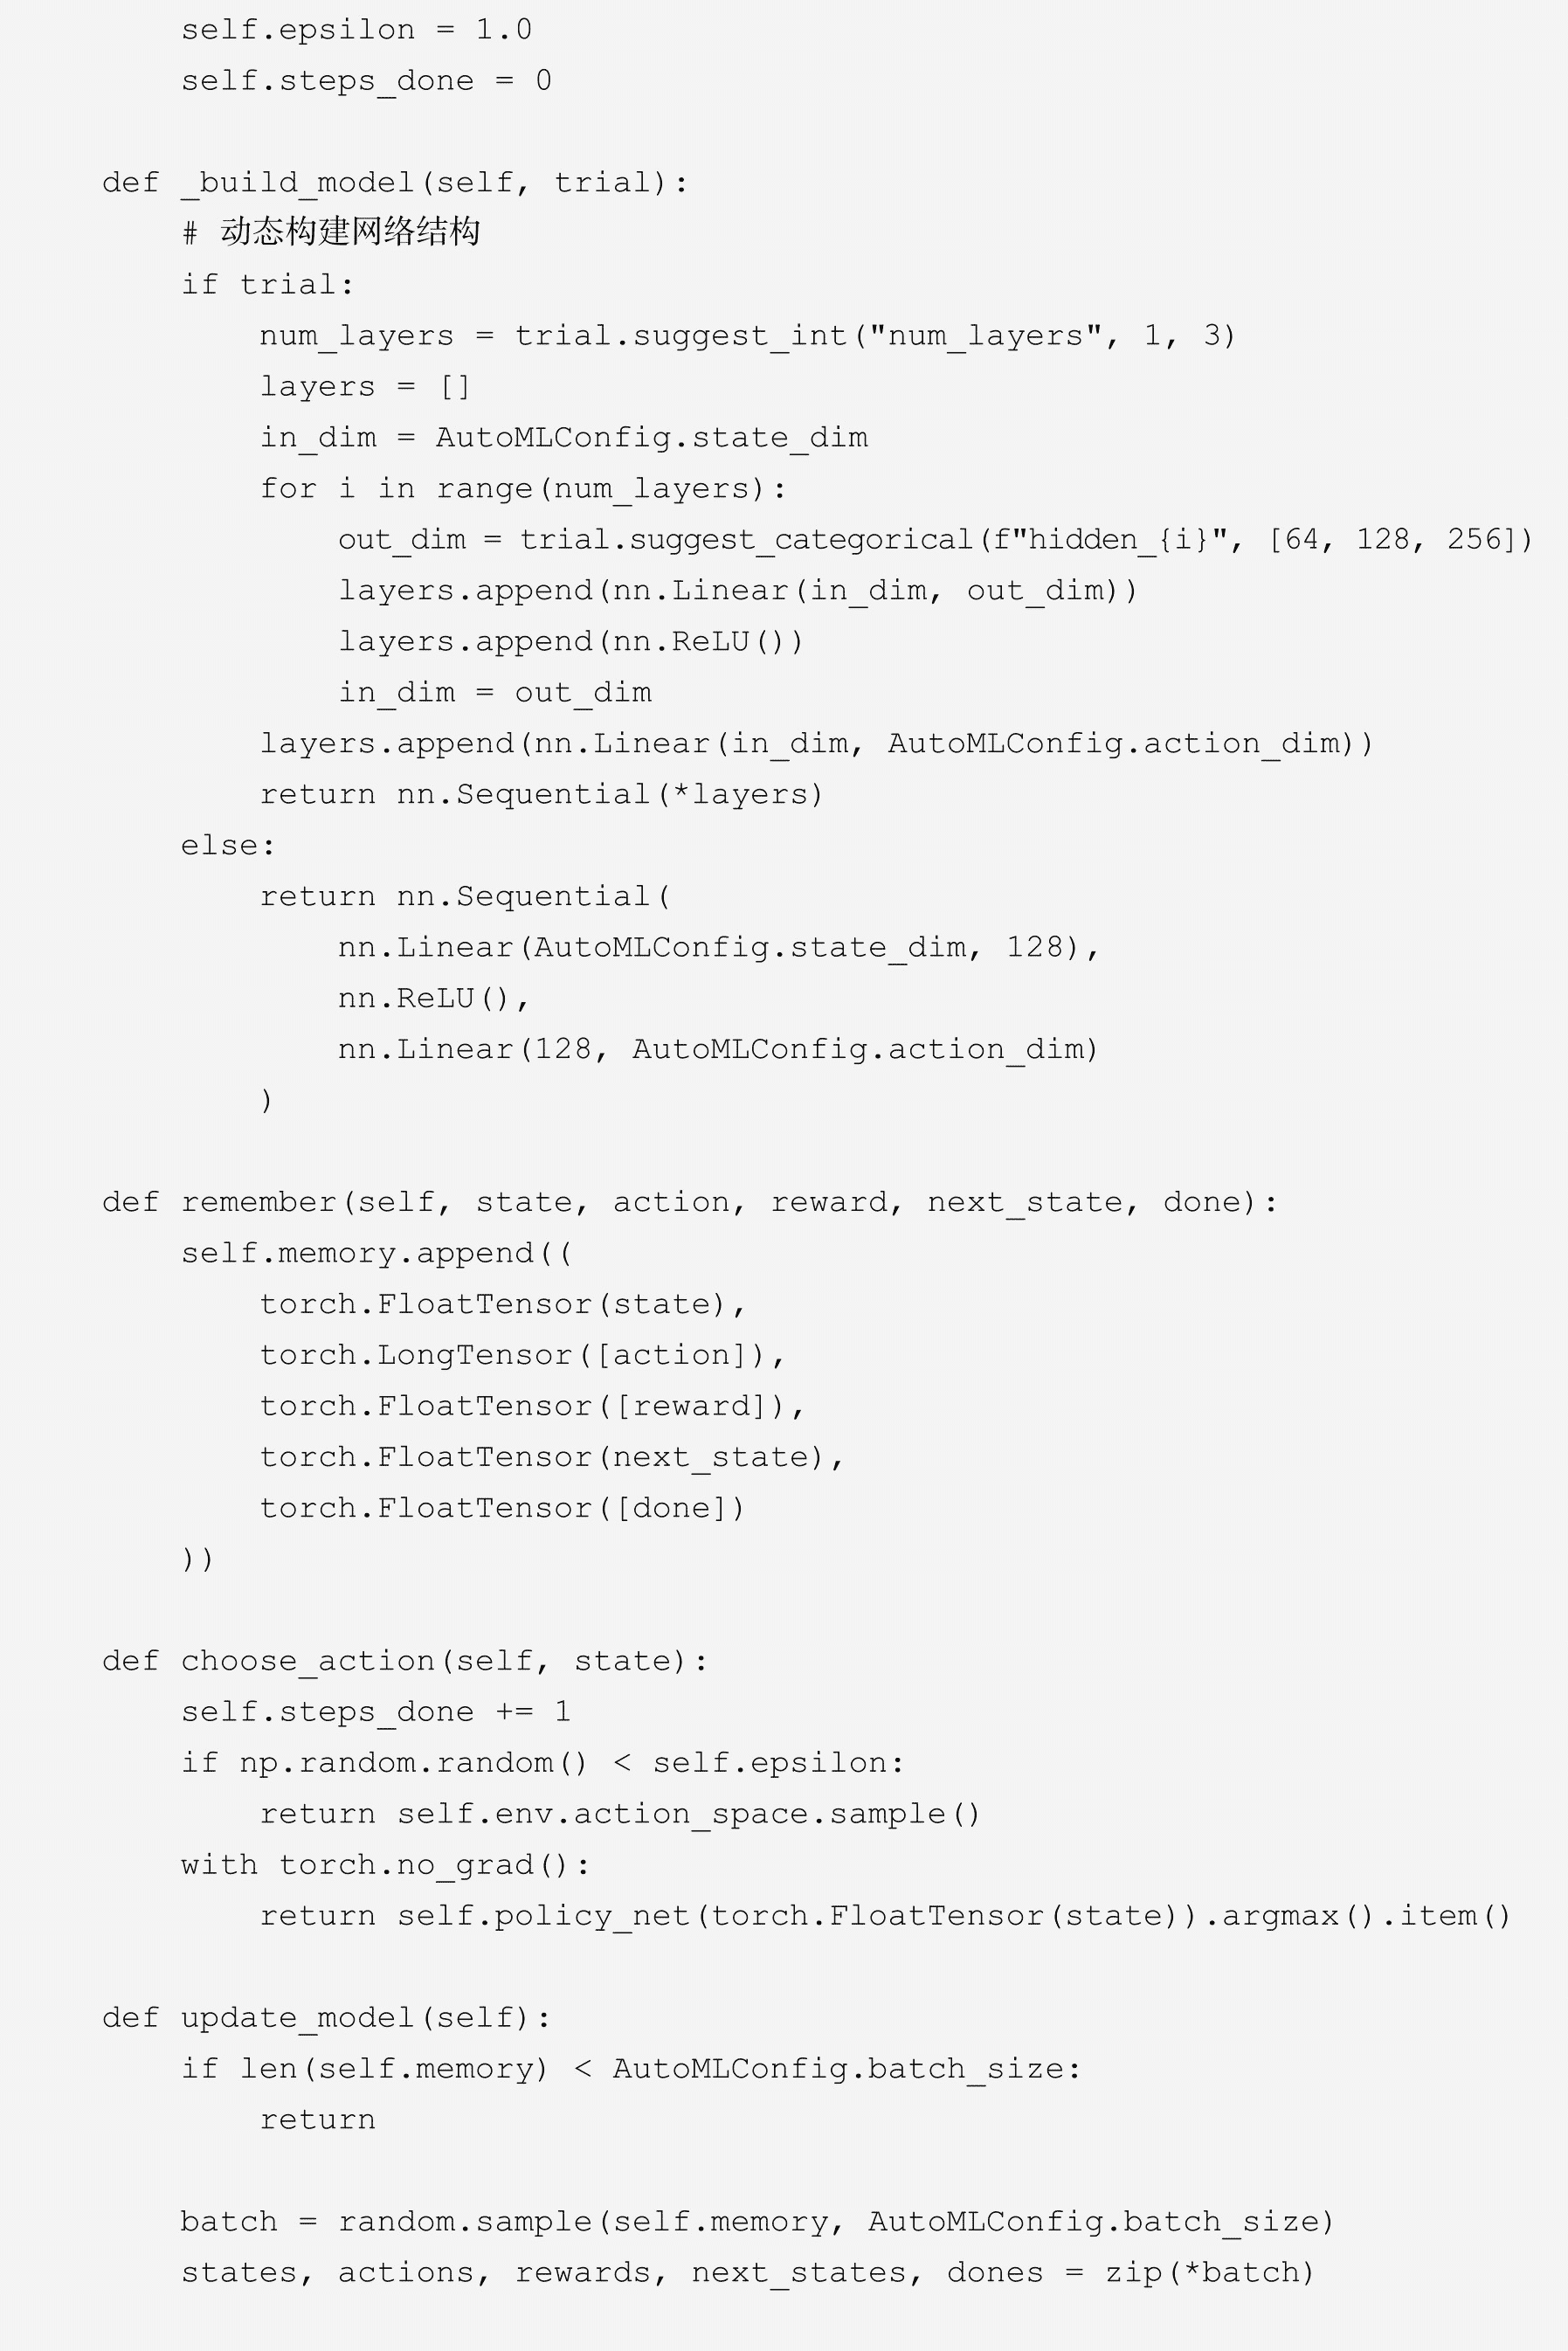 self.epsilon = 1.0
        self.steps_done = 0

    def _build_model(self, trial):
        # 动态构建网络结构
        if trial:
            num_layers = trial.suggest_int("num_layers", 1, 3)
            layers = []
            in_dim = AutoMLConfig.state_dim
            for i in range(num_layers):
                out_dim = trial.suggest_categorical(f"hidden_{i}", [64, 128, 256])
                layers.append(nn.Linear(in_dim, out_dim))
                layers.append(nn.ReLU())
                in_dim = out_dim
            layers.append(nn.Linear(in_dim, AutoMLConfig.action_dim))
            return nn.Sequential(*layers)
        else:
            return nn.Sequential(
                nn.Linear(AutoMLConfig.state_dim, 128),
                nn.ReLU(),
                nn.Linear(128, AutoMLConfig.action_dim)
            )

    def remember(self, state, action, reward, next_state, done):
        self.memory.append((
            torch.FloatTensor(state),
            torch.LongTensor([action]),
            torch.FloatTensor([reward]),
            torch.FloatTensor(next_state),
            torch.FloatTensor([done])
        ))

    def choose_action(self, state):
        self.steps_done += 1
        if np.random.random() < self.epsilon:
            return self.env.action_space.sample()
        with torch.no_grad():
            return self.policy_net(torch.FloatTensor(state)).argmax().item()

    def update_model(self):
        if len(self.memory) < AutoMLConfig.batch_size:
            return

        batch = random.sample(self.memory, AutoMLConfig.batch_size)
        states, actions, rewards, next_states, dones = zip(*batch)